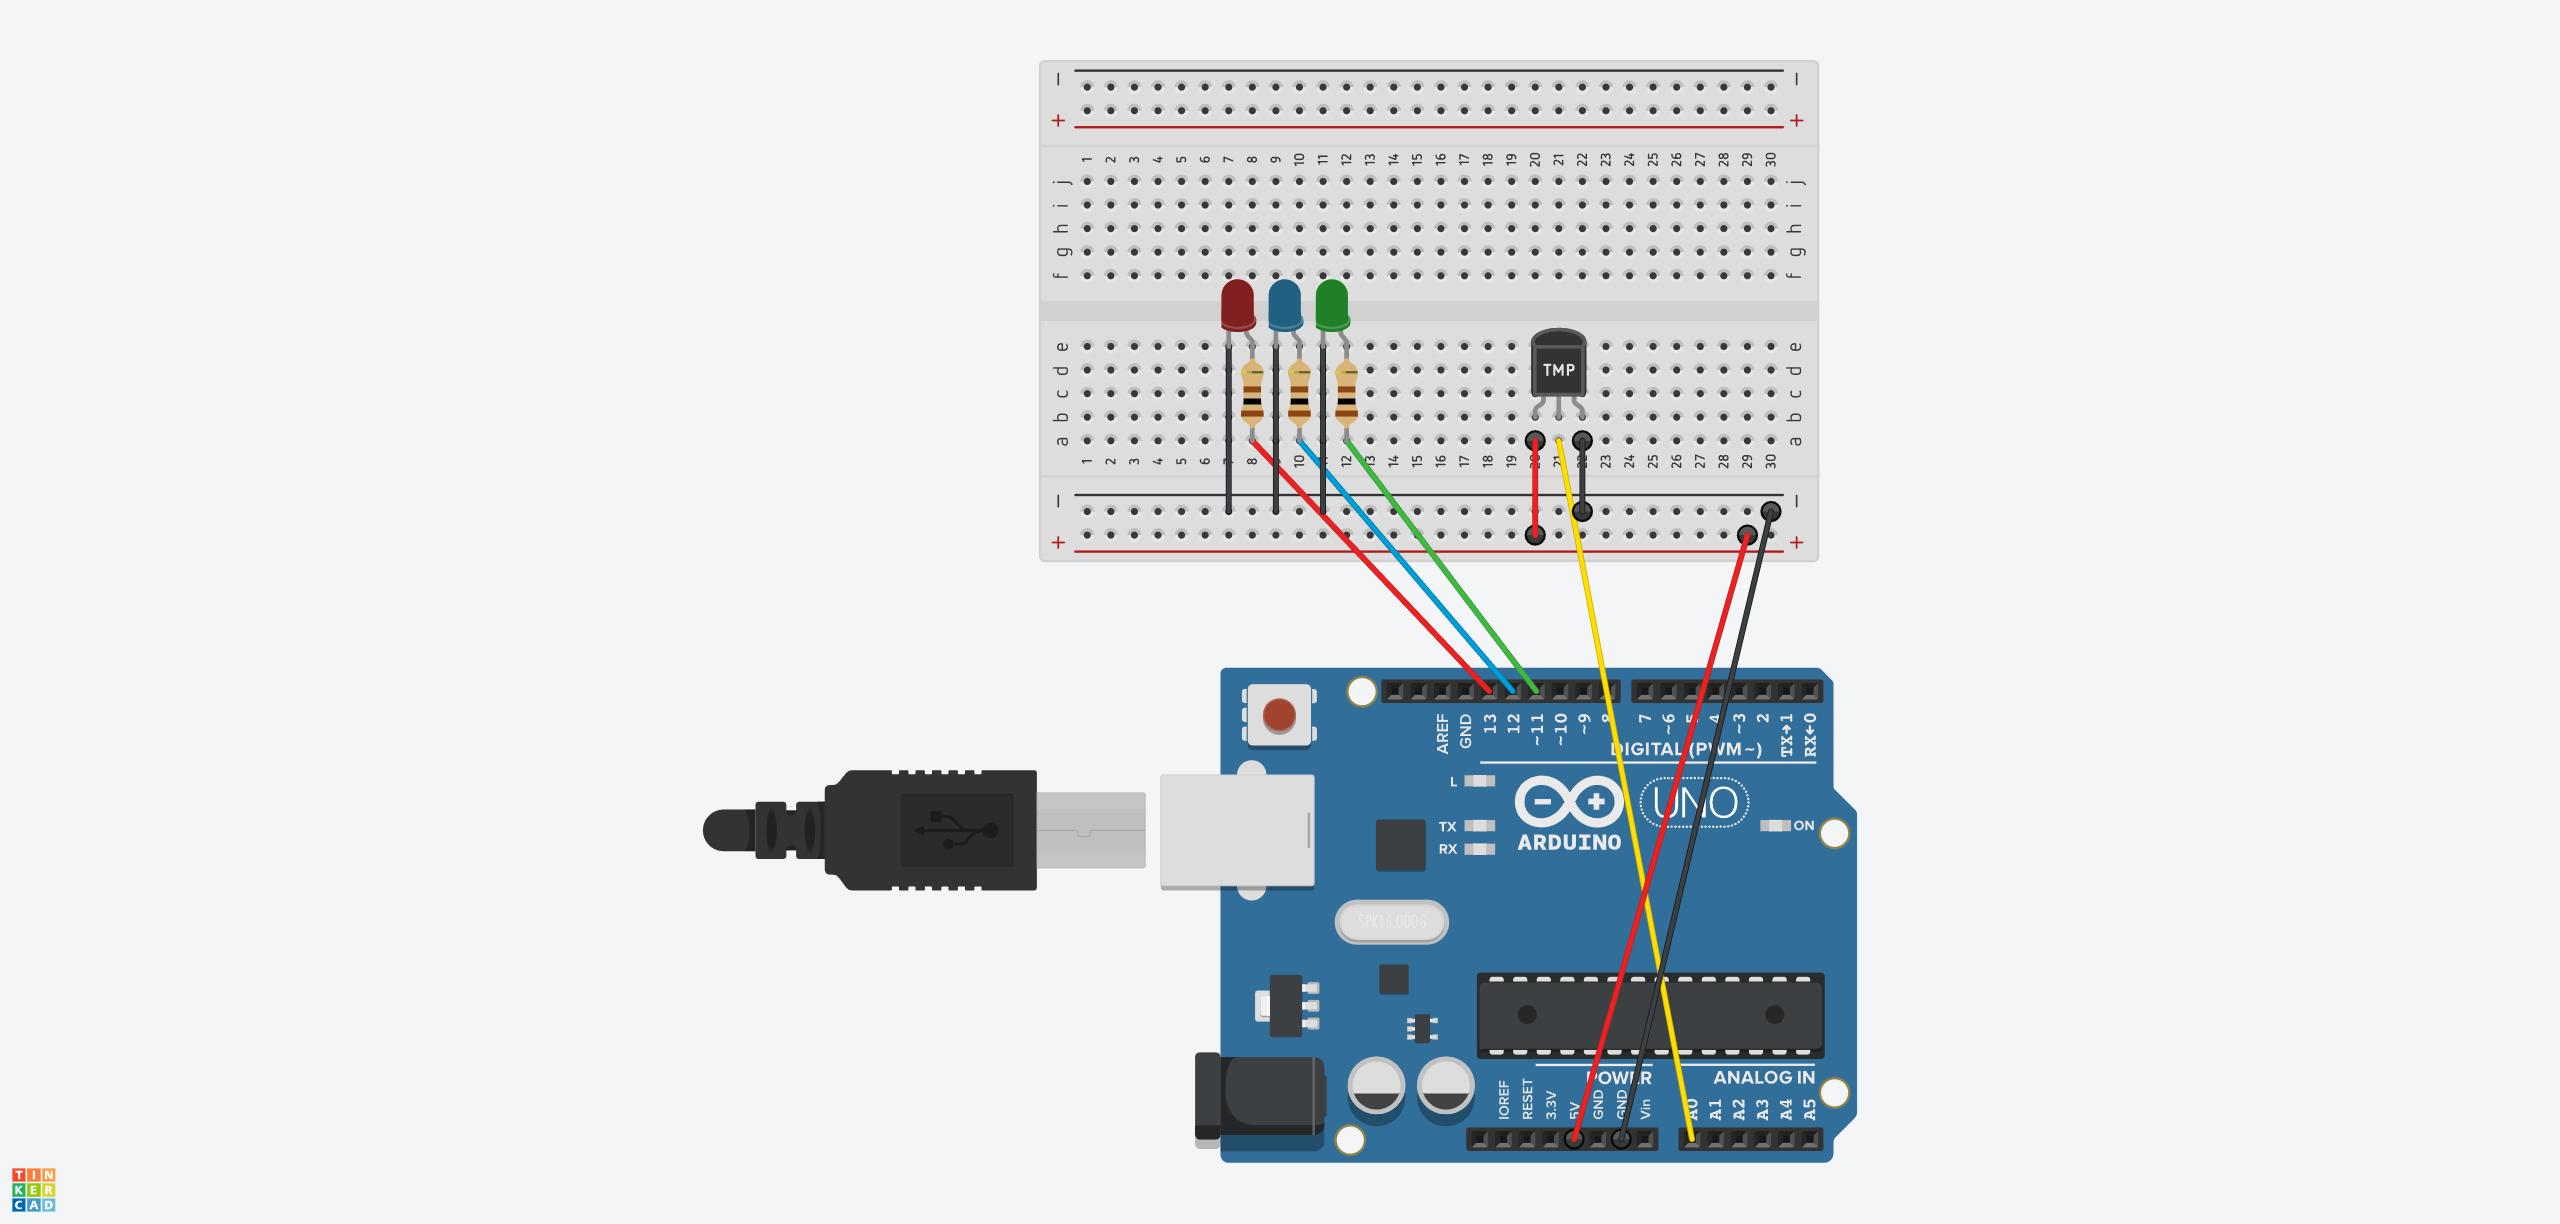 − −
+ +
1 2 3 4 5 6 7 8 9 10 11 12 13 14 15 16 17 18 19 20 21 22 23 24 25 26 27 28 29 30
j j
i i
h h
g g
f f
e e
d TMP d
c c
b b
a a
1 2 3 4 5 6 7 8 10 12 13 14 15 16 17 18 19 20 21 22 23 24 25 26 27 28 29 30
− −
+ +
AREF GND 13 12 ~11 ~10 ~9 8 7 ~6 5 4 ~3 2 TX→1 RX←0
DIGITAL (PWM~)
L
UNO
TX ON
ARDUINO
RX
SPK16.000G
POWER ANALOG IN
IOREF RESET 3.3V 5V GND GND Vin A0 A1 A2 A3 A4 A5
TIN
KER
CAD